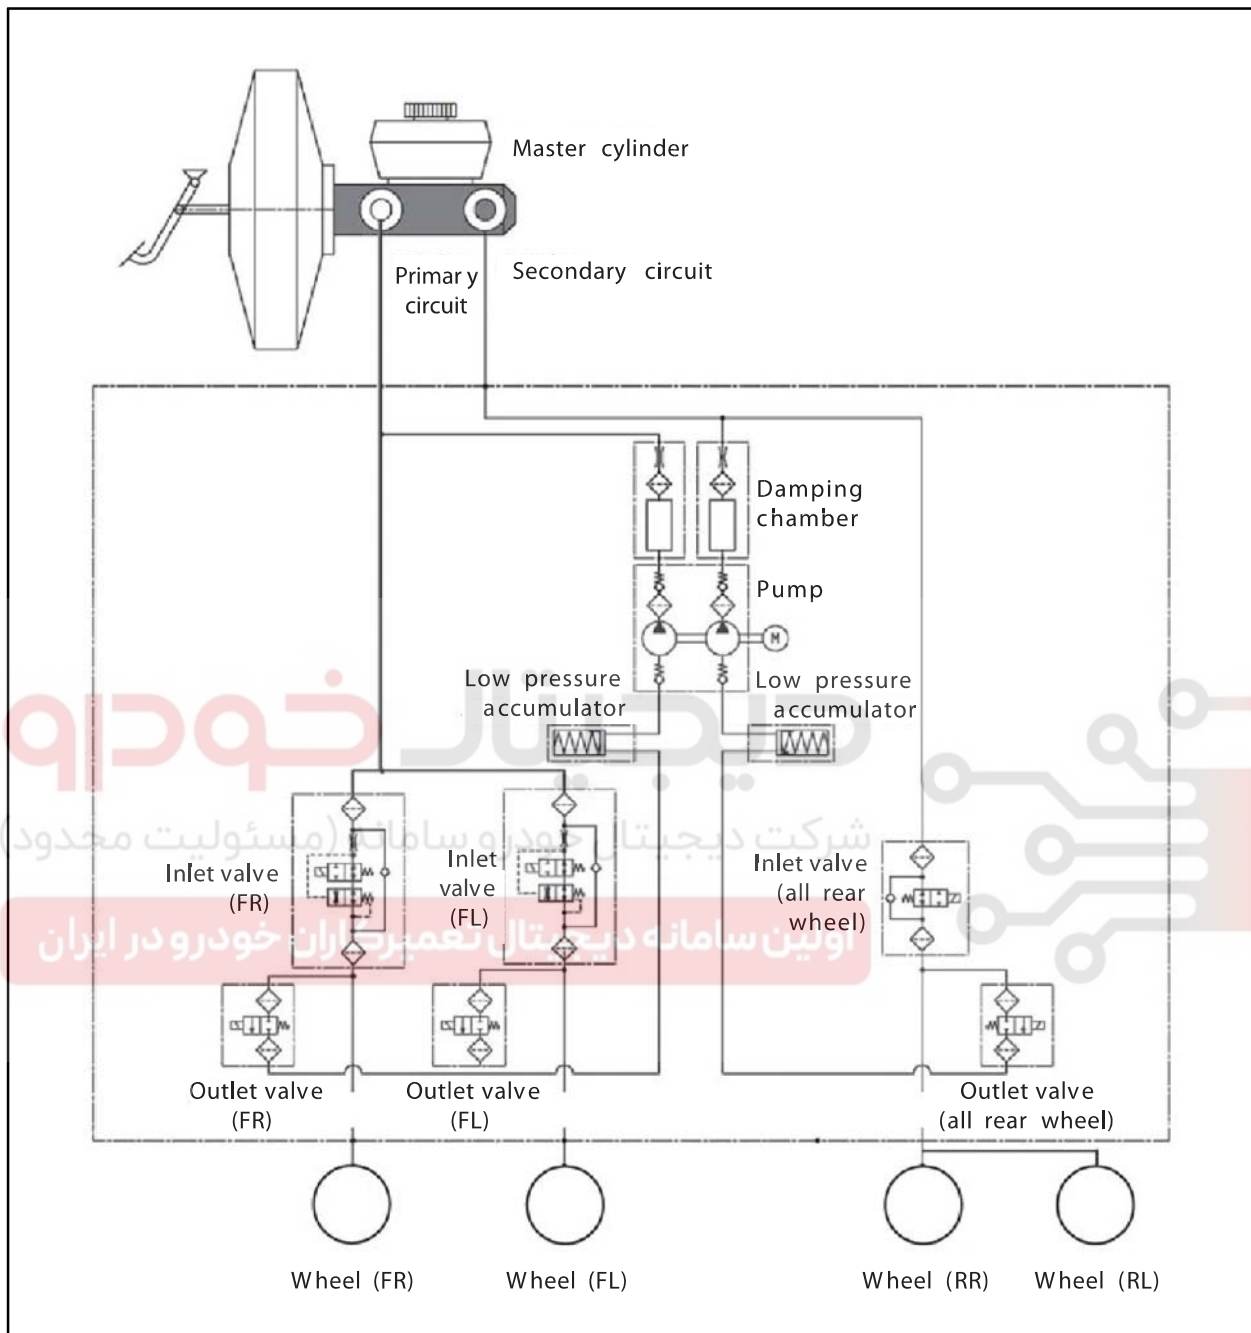 Master cylinder
Primary
circuit
Secondary circuit
Damping
chamber
Pump
M
Low pressure
accumulator
Low pressure
accumulator
دیجیتال خودرو
شرکت دیجیتال خودرو سامانه (مسئولیت محدود)
اولین سامانه دیجیتال تعمیرکاران خودرو در ایران
Inlet valve
(FR)
Inlet
valve
(FL)
Inlet valve
(all rear
wheel)
Outlet valve
(FR)
Outlet valve
(FL)
Outlet valve
(all rear wheel)
Wheel (FR)
Wheel (FL)
Wheel (RR)
Wheel (RL)